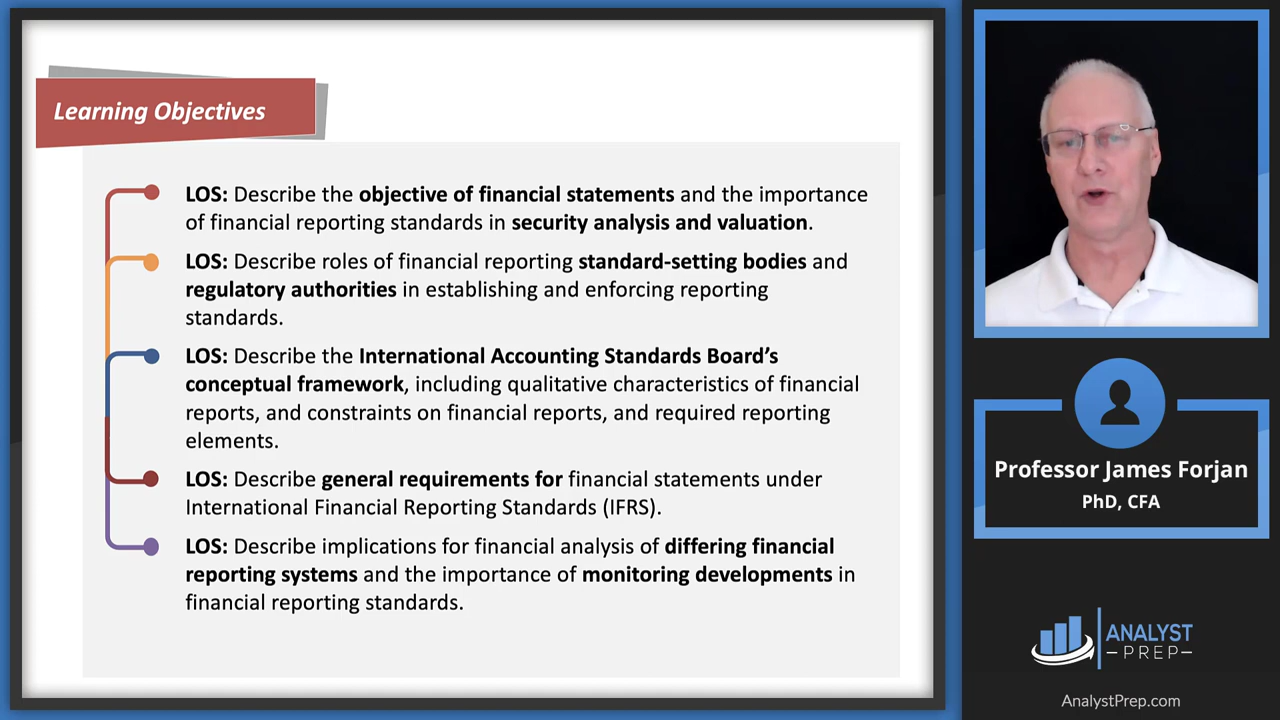 Learning Objectives
LOS: Describe the objective of financial statements and the importance
of financial reporting standards in security analysis and valuation.
LOS: Describe roles of financial reporting standard-setting bodies and
regulatory authorities in establishing and enforcing reporting
standards.
LOS: Describe the International Accounting Standards Board's
conceptual framework, including qualitative characteristics of financial
reports, and constraints on financial reports, and required reporting
elements.
LOS: Describe general requirements for financial statements under
International Financial Reporting Standards (IFRS).
LOS: Describe implications for financial analysis of differing financial
reporting systems and the importance of monitoring developments in
financial reporting standards.
Professor James Forjan
PhD, CFA
ANALYST
PREP
AnalystPrep.com